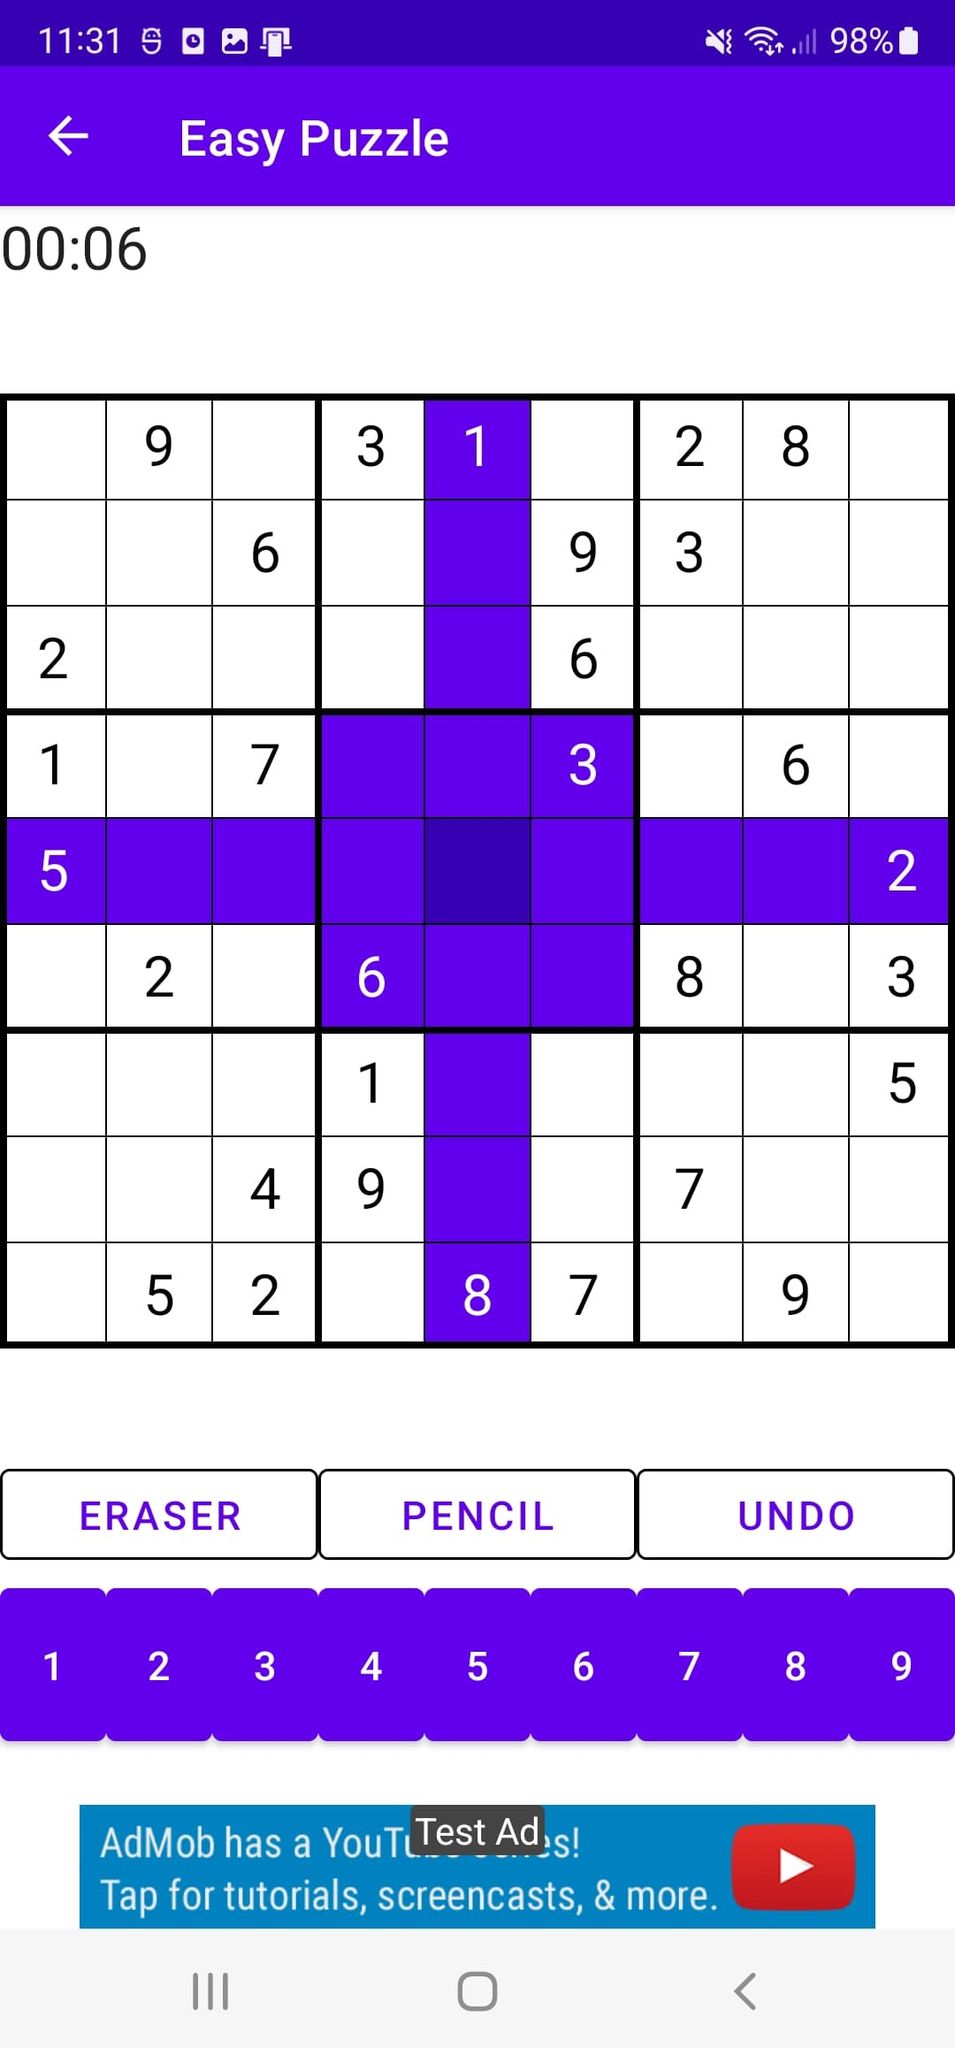 11:31 98%
Easy Puzzle
00:06
9 3 1 2 8
6 9 3
2 6
1 7 3 6
5 2
2 6 8 3
1 5
4 9 7
5 2 8 7 9
ERASER PENCIL UNDO
1 2 3 4 5 6 7 8 9
Test Ad
AdMob has a es!
Tap for tutorials, screencasts, & more.